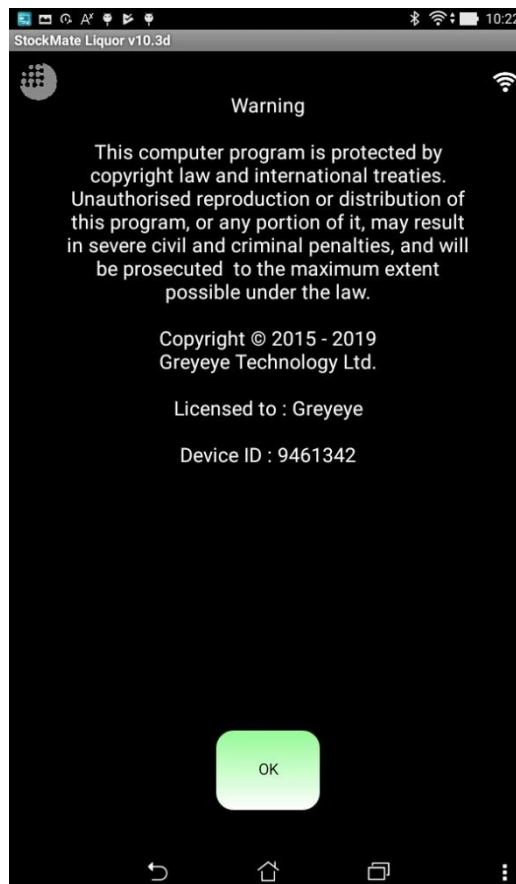 10:22
StockMate Liquor v10.3d
Warning
This computer program is protected by
copyright law and international treaties.
Unauthorised reproduction or distribution of
this program, or any portion of it, may result
in severe civil and criminal penalties, and will
be prosecuted  to the maximum extent
possible under the law.
Copyright © 2015 - 2019
Greyeye Technology Ltd.
Licensed to : Greyeye
Device ID : 9461342
OK